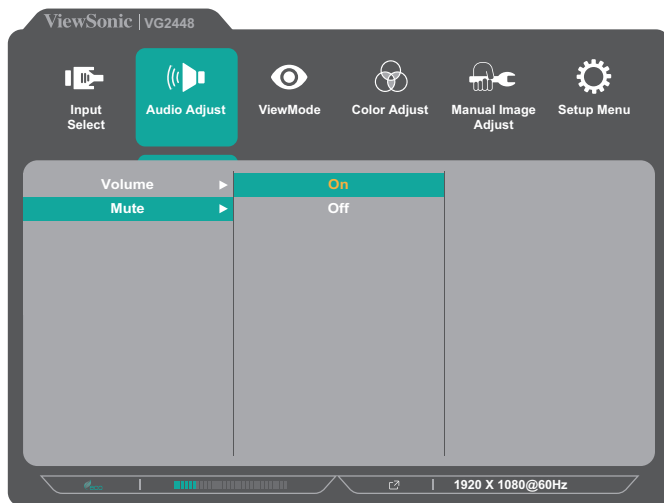 ViewSonic | VG2448
Input Select
Audio Adjust
ViewMode
Color Adjust
Manual Image Adjust
Setup Menu
Volume
On
Mute
Off
1920 X 1080@60Hz